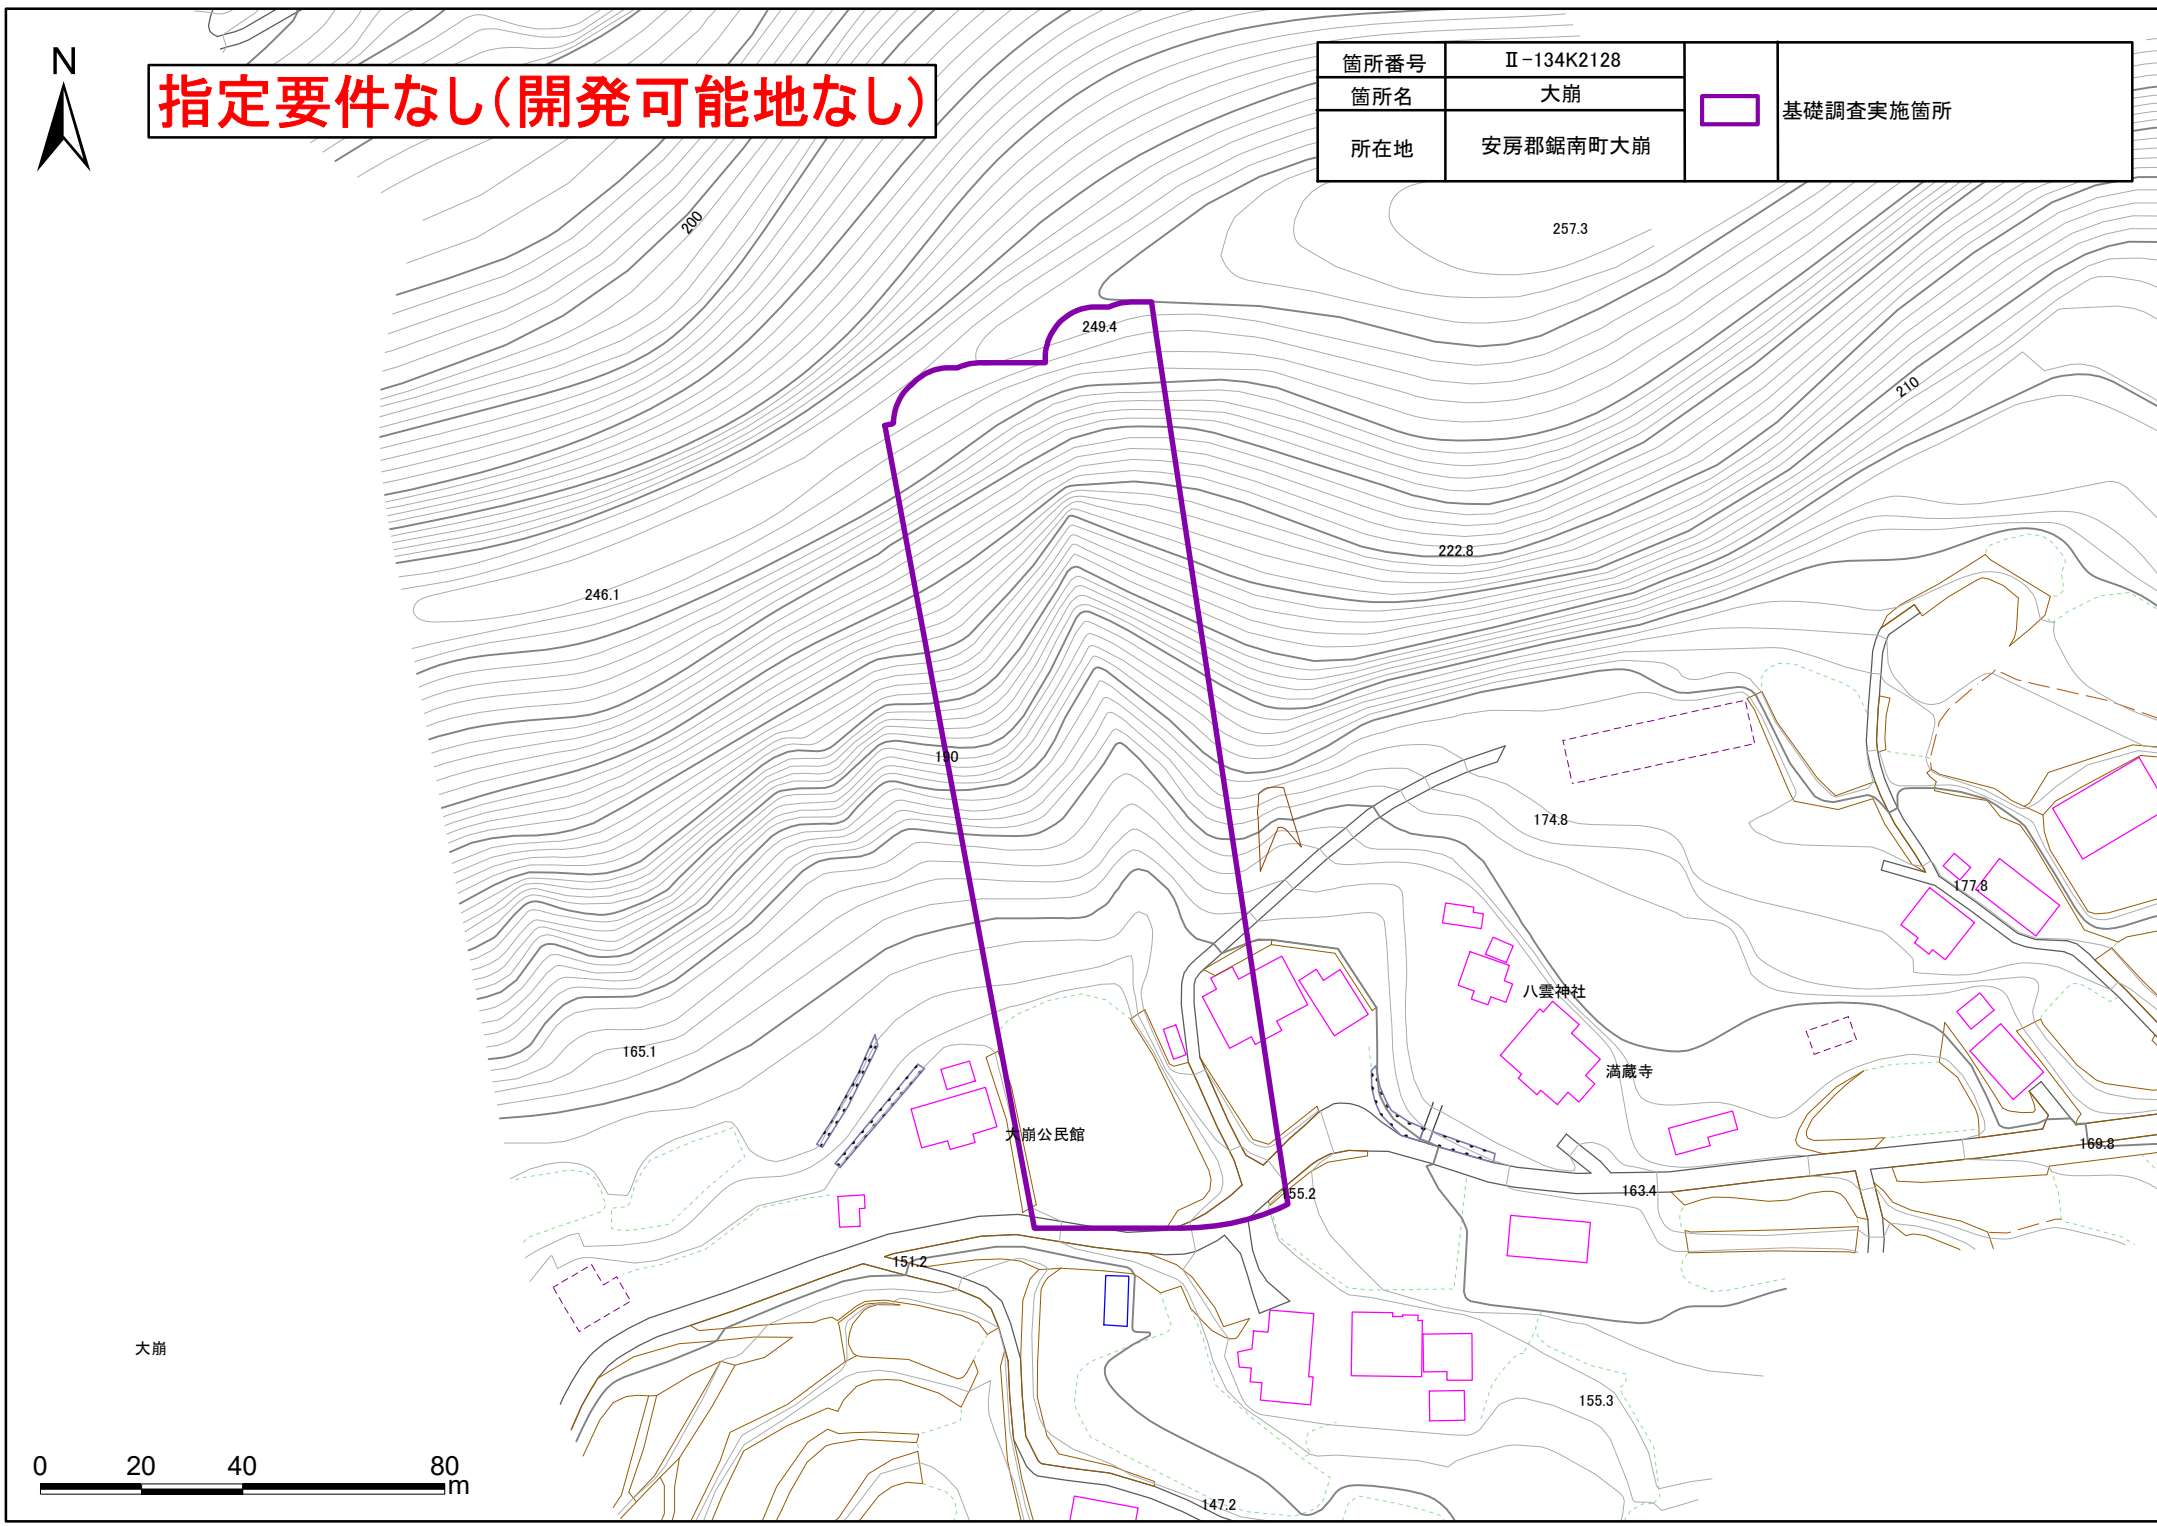 N
指定要件なし(開発可能地なし)
箇所番号 Ⅱ-134K2128
箇所名 大崩
所在地 安房郡鋸南町大崩
基礎調査実施箇所
200
257.3
249.4
210
222.8
246.1
190
174.8
177.8
八雲神社
165.1
満蔵寺
大崩公民館
169.8
155.2
163.4
151.2
大崩
155.3
147.2
0 20 40 80
m